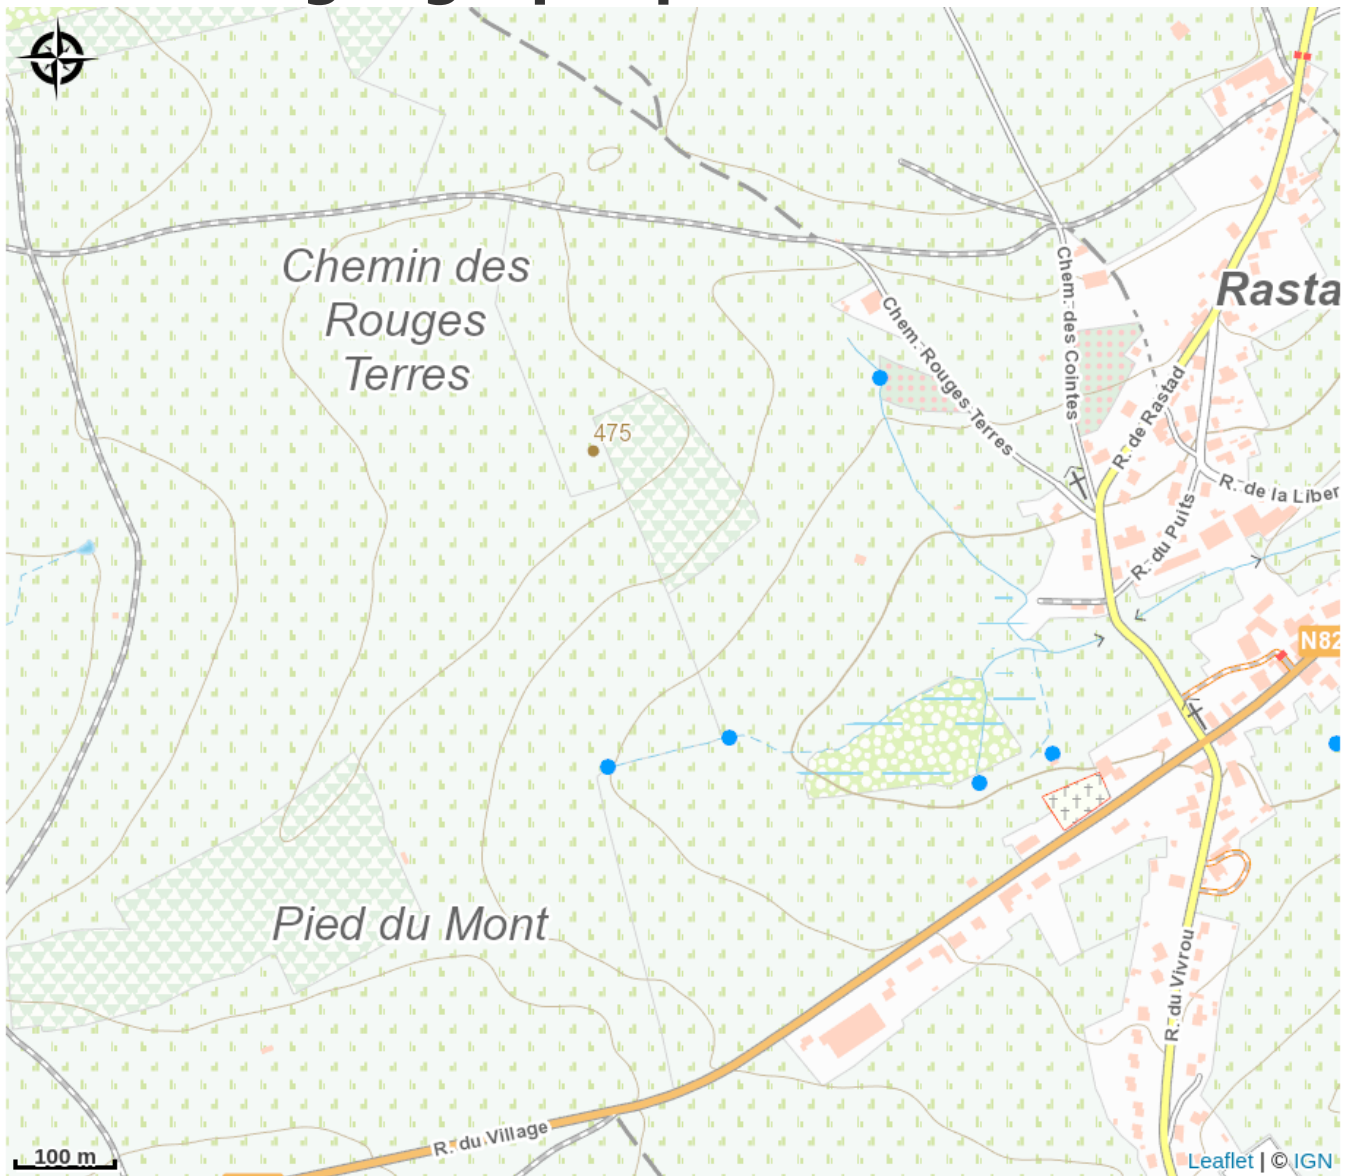 Chemin des
Rouges
Terres
Rasta
Chem. des Cointes
Chem. Rouges Terres
R. de Rastad
475
R. de la Liber
R. du Puits
N82
Pied du Mont
R. du Vivrou
R. du Village
100 m
Leaflet | © IGN